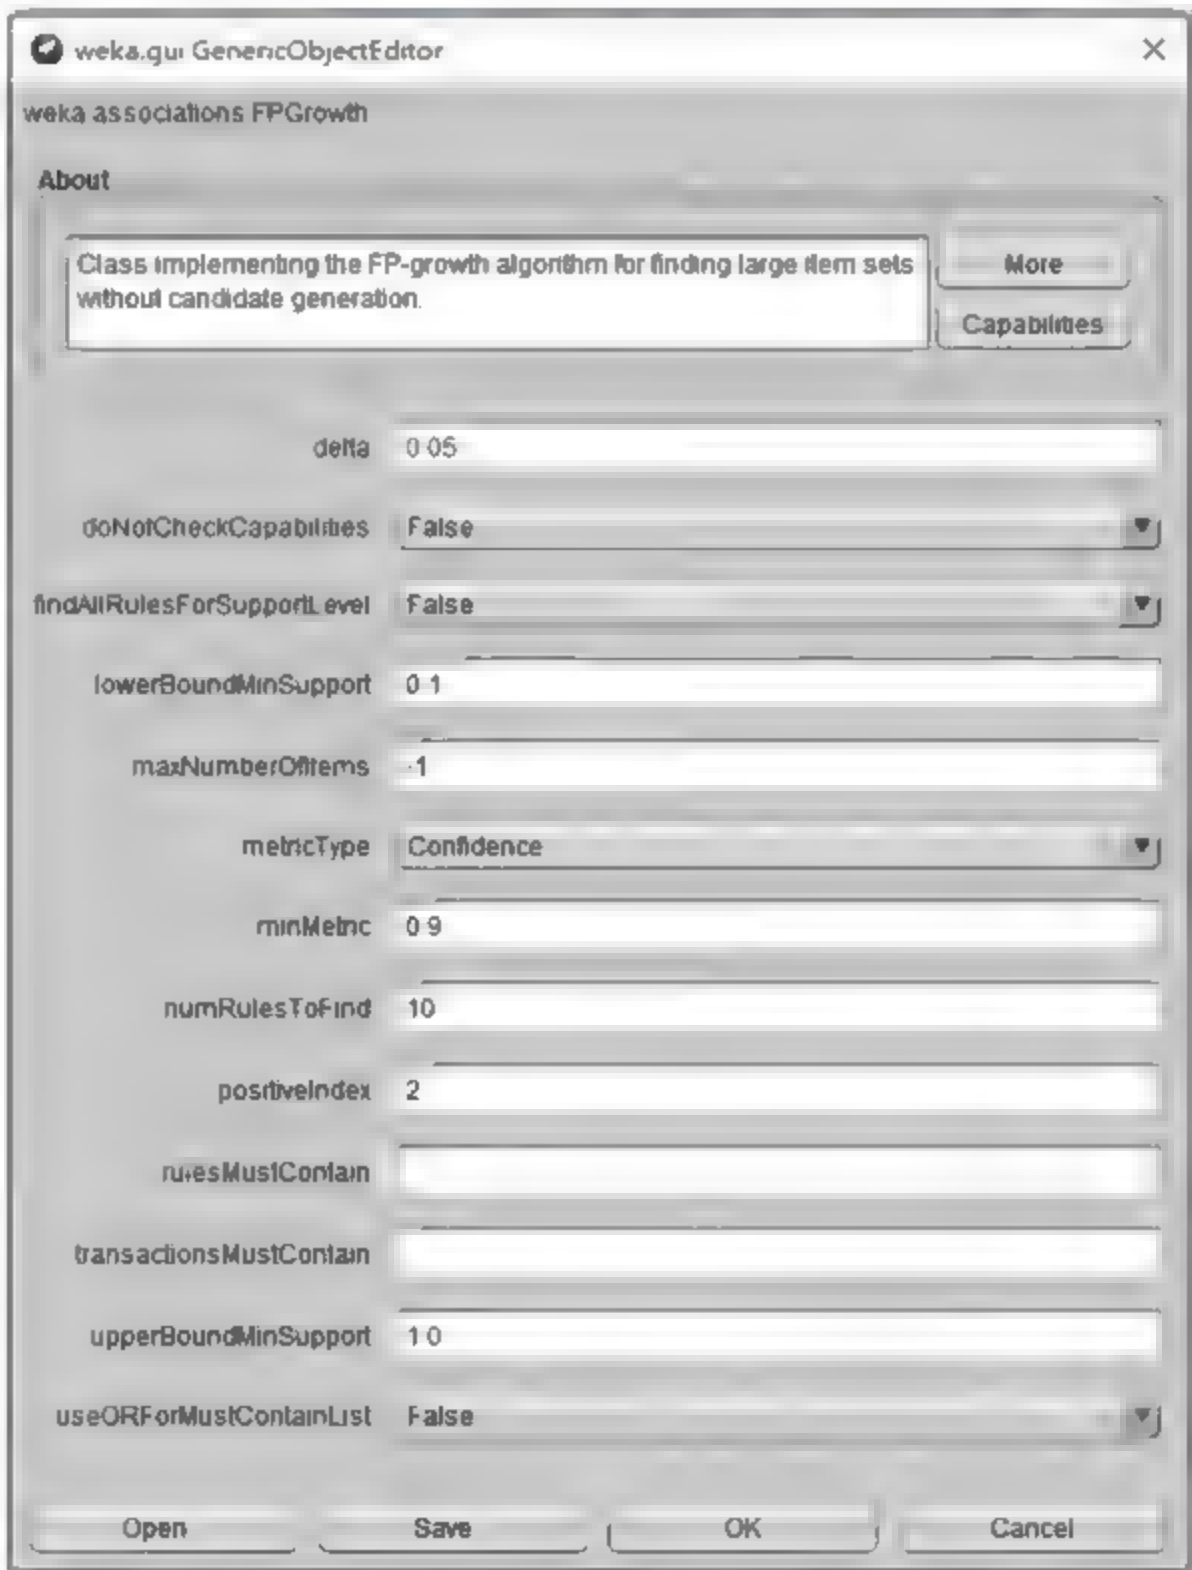 weka.gui GenericObjectEditor
weka associations FPGrowth
About
Class implementing the FP-growth algorithm for finding large item sets
without candidate generation.
More
Capabilities
delta 0.05
doNotCheckCapabilities False
findAllRulesForSupportLevel False
lowerBoundMinSupport 0.1
maxNumberOfItems -1
metricType Confidence
minMetric 0.9
numRulesToFind 10
positiveIndex 2
rulesMustContain
transactionsMustContain
upperBoundMinSupport 1.0
useORForMustContainList False
Open Save OK Cancel